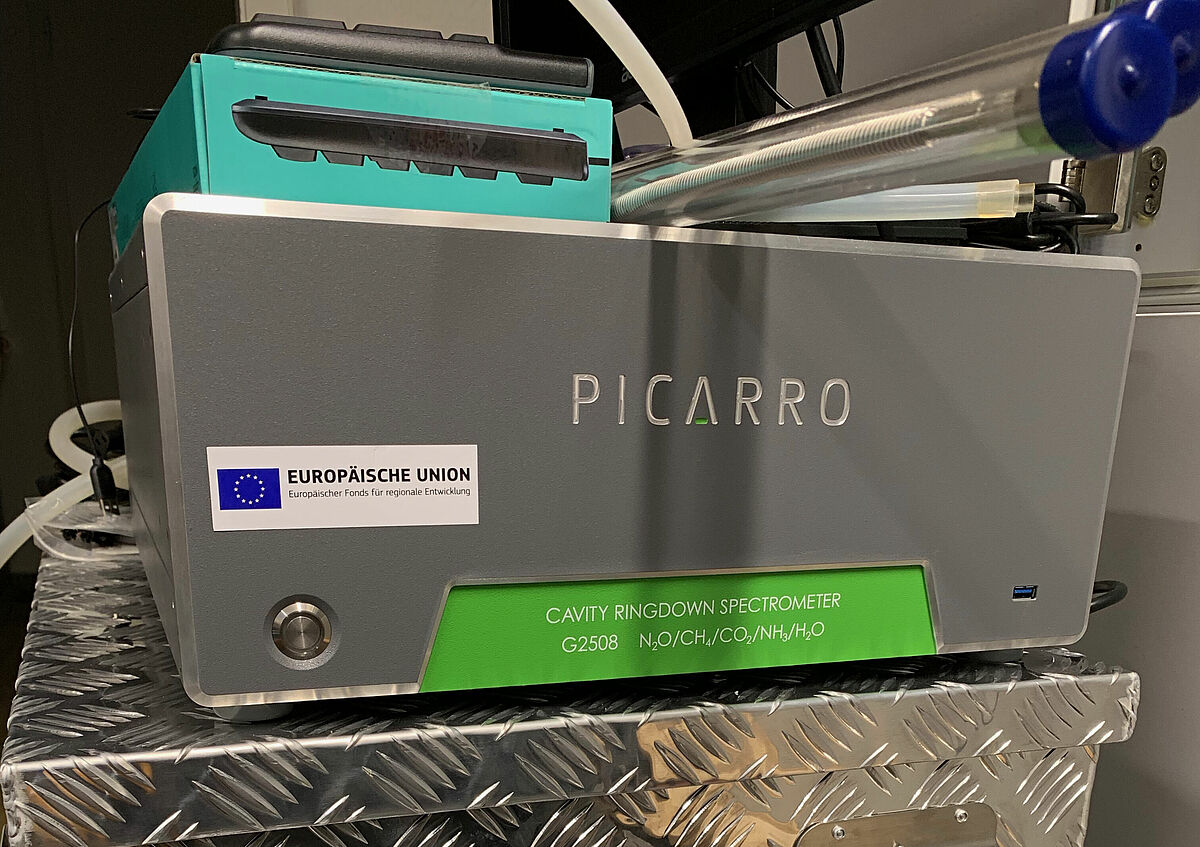 PICARRO
EUROPÄISCHE UNION
Europäischer Fonds für regionale Entwicklung
CAVITY RINGDOWN SPECTROMETER
G2508 N₂O/CH₄/CO₂/NH₃/H₂O